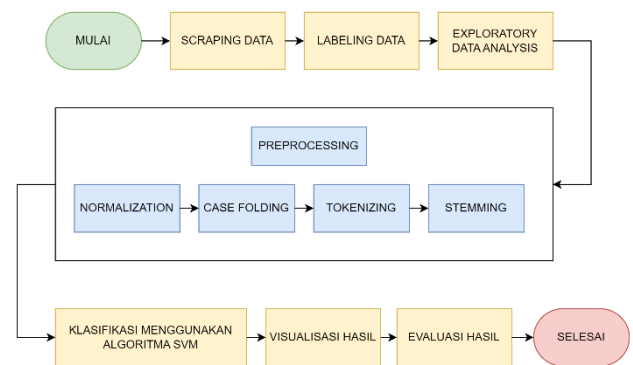 MULAI
SCRAPING DATA
LABELING DATA
EXPLORATORY
DATA ANALYSIS
PREPROCESSING
NORMALIZATION
CASE FOLDING
TOKENIZING
STEMMING
KLASIFIKASI MENGGUNAKAN
ALGORITMA SVM
VISUALISASI HASIL
EVALUASI HASIL
SELESAI